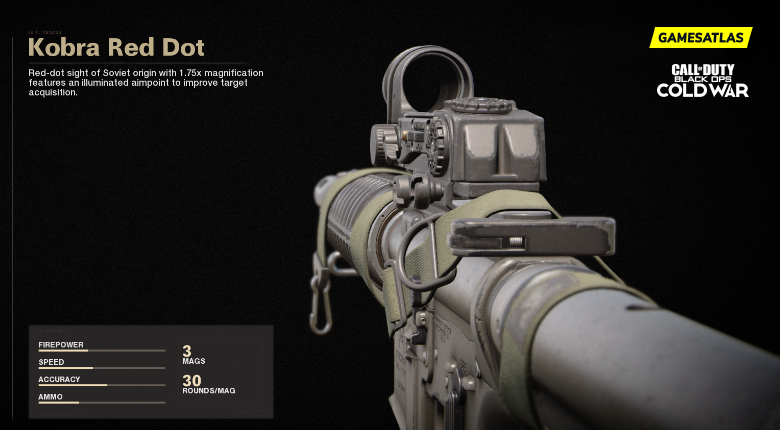 Kobra Red Dot
Red-dot sight of Soviet origin with 1.75x magnification
features an illuminated aimpoint to improve target
acquisition.
GAMESATLAS
CALL OF DUTY
BLACK OPS
COLD WAR
FIREPOWER
SPEED
ACCURACY
AMMO
3
MAGS
30
ROUNDS/MAG